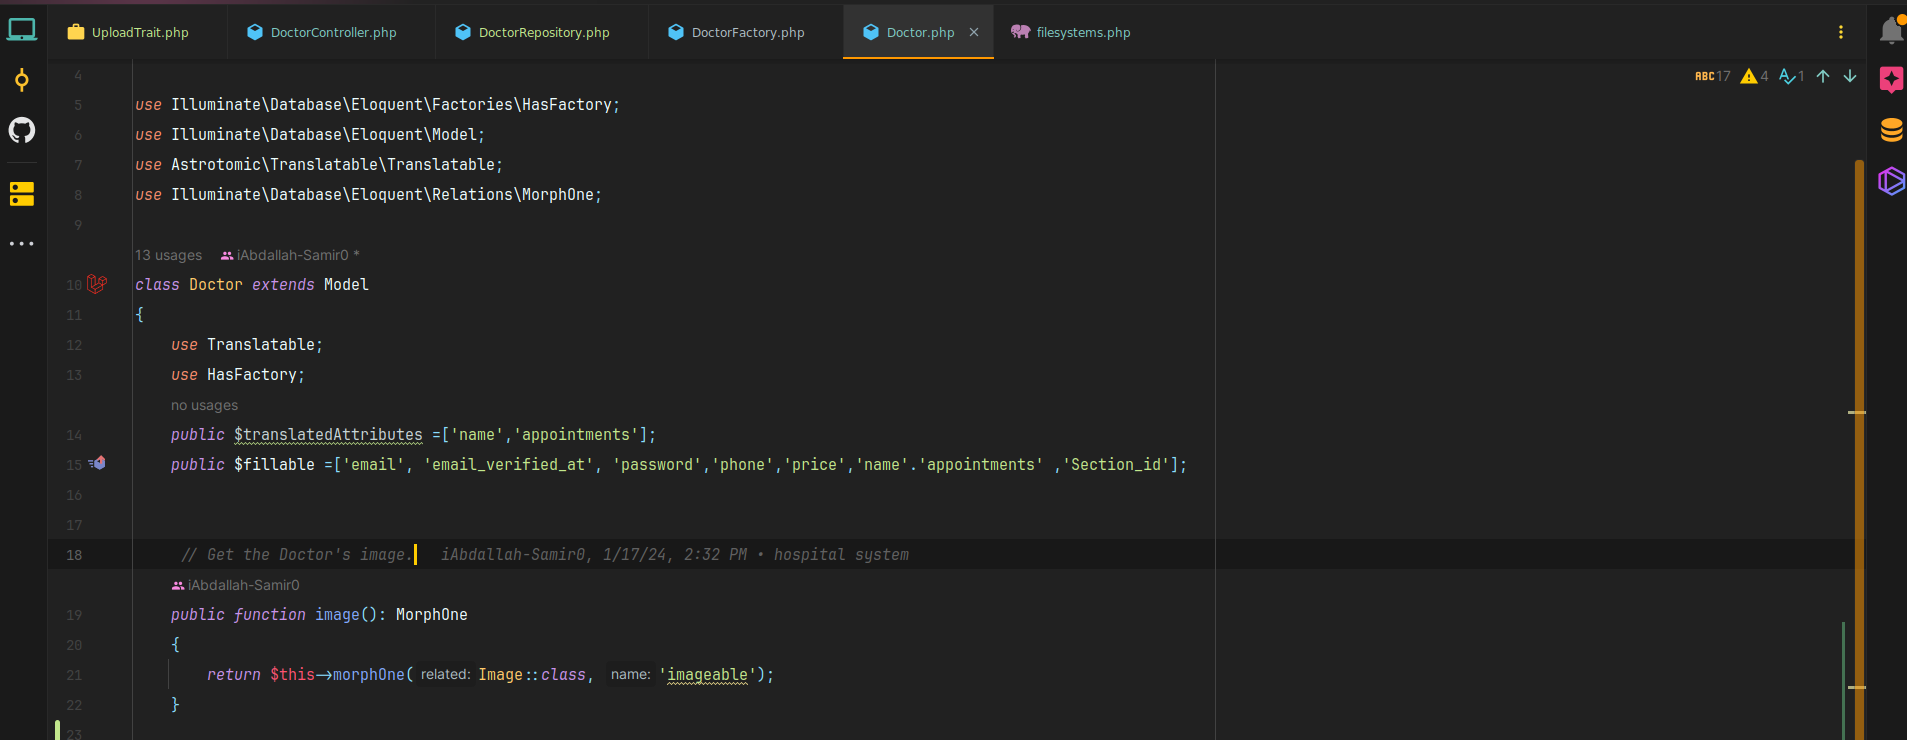 UploadTrait.php DoctorController.php DoctorRepository.php DoctorFactory.php Doctor.php filesystems.php
ABC 17 4 1
4
5 use Illuminate\Database\Eloquent\Factories\HasFactory;
6 use Illuminate\Database\Eloquent\Model;
7 use Astrotomic\Translatable\Translatable;
8 use Illuminate\Database\Eloquent\Relations\MorphOne;
9
13 usages iAbdallah-Samir0 *
10 class Doctor extends Model
11 {
12 use Translatable;
13 use HasFactory;
no usages
14 public $translatedAttributes =['name','appointments'];
15 public $fillable =['email', 'email_verified_at', 'password','phone','price','name'.'appointments' ,'Section_id'];
16
17
18 // Get the Doctor's image. iAbdallah-Samir0, 1/17/24, 2:32 PM • hospital system
iAbdallah-Samir0
19 public function image(): MorphOne
20 {
21 return $this->morphOne( related: Image::class, name: 'imageable');
22 }
23